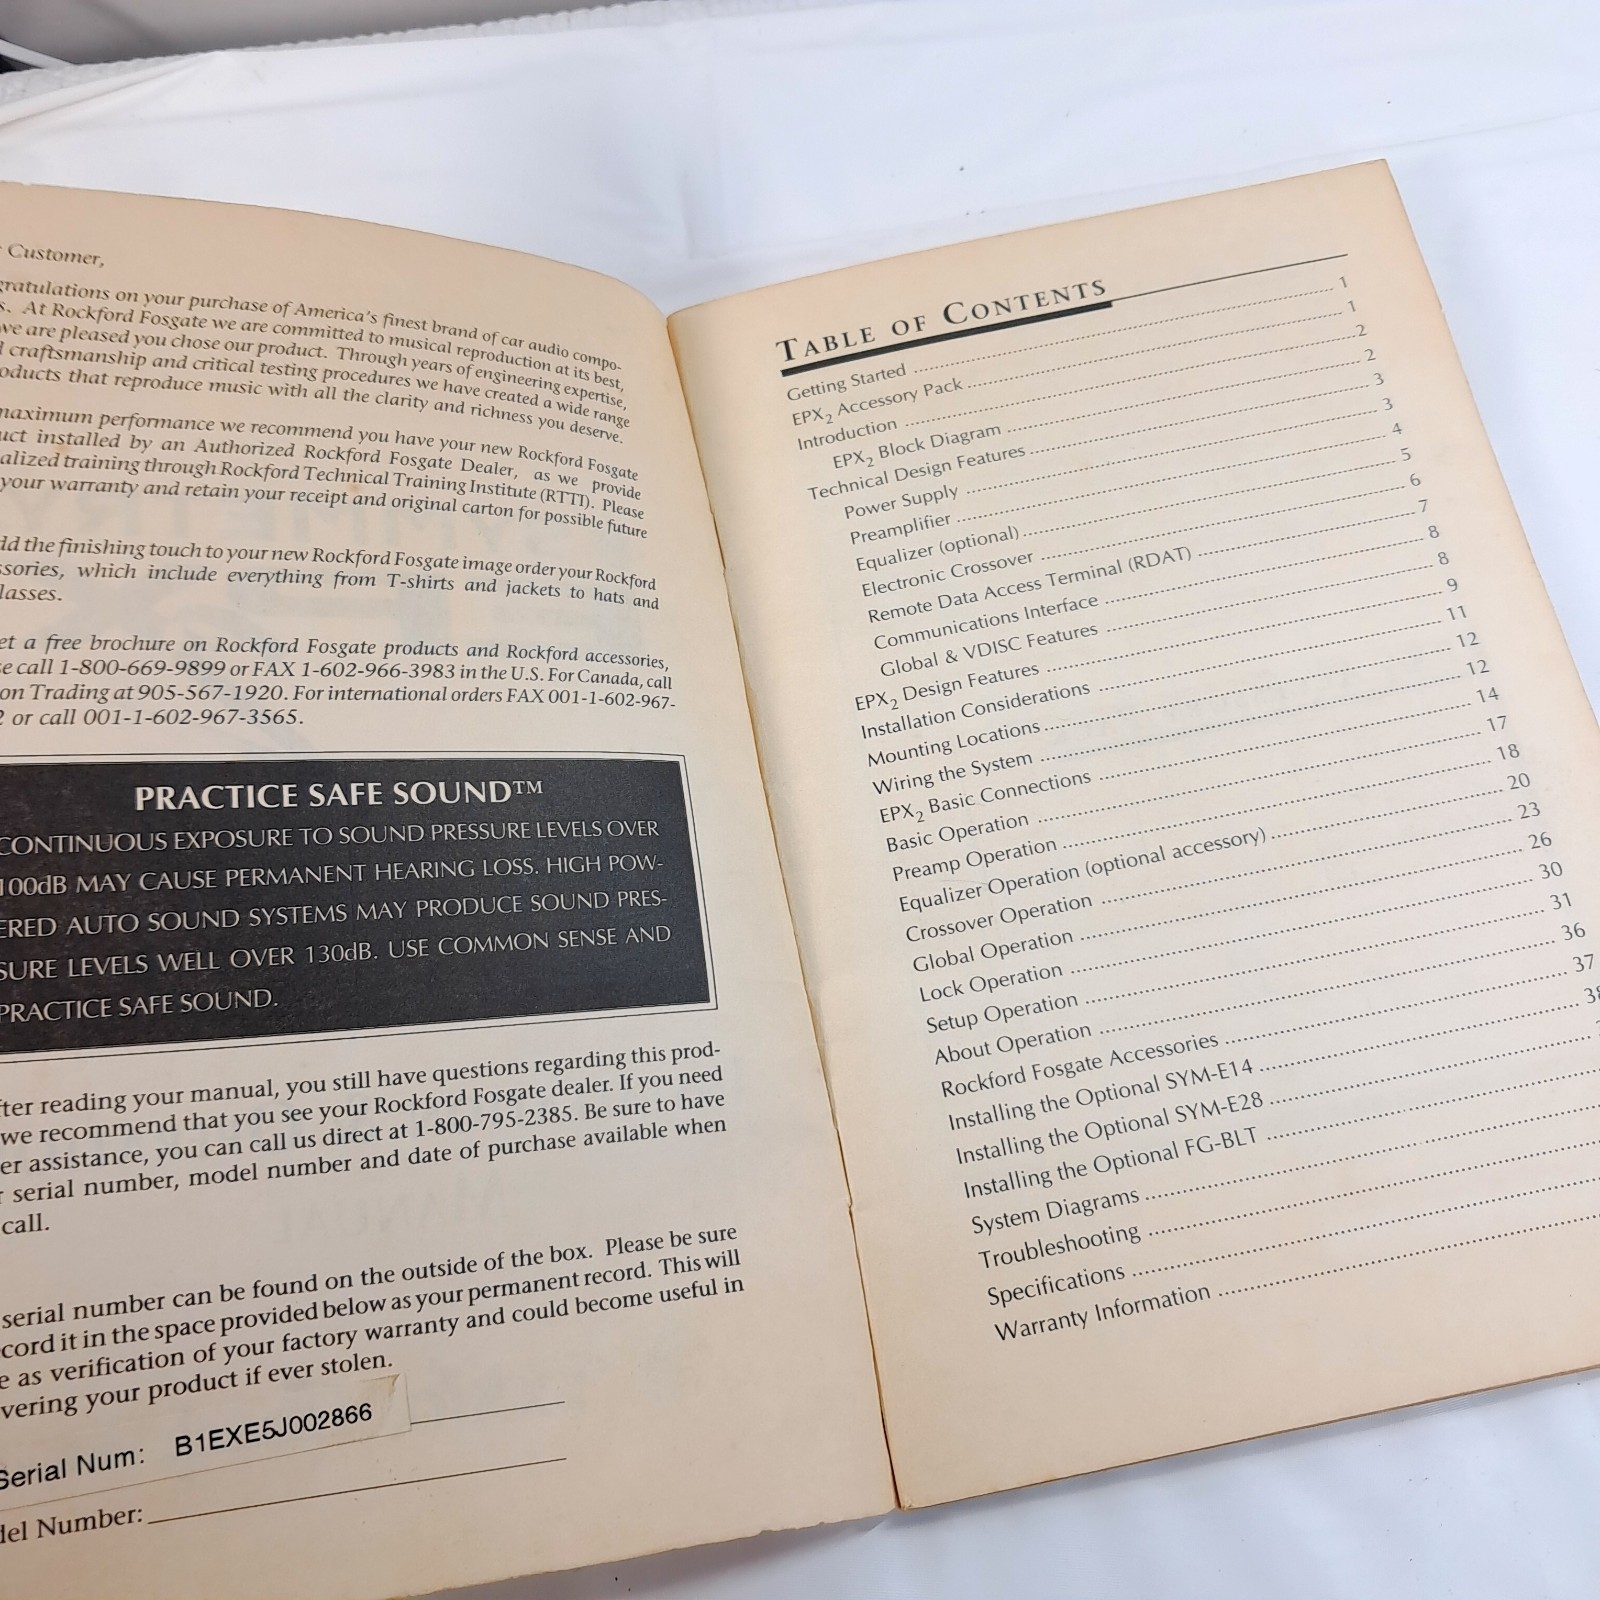 Customer,
gratulations on your purchase of America's finest brand of car audio compo-
s. At Rockford Fosgate we are committed to musical reproduction at its best,
we are pleased you chose our product. Through years of engineering expertise,
craftsmanship and critical testing procedures we have created a wide range
oducts that reproduce music with all the clarity and richness you deserve.
maximum performance we recommend you have your new Rockford Fosgate
uct installed by an Authorized Rockford Fosgate Dealer, as we provide
alized training through Rockford Technical Training Institute (RTTI). Please
your warranty and retain your receipt and original carton for possible future
dd the finishing touch to your new Rockford Fosgate image order your Rockford
ssories, which include everything from T-shirts and jackets to hats and
lasses.
et a free brochure on Rockford Fosgate products and Rockford accessories,
e call 1-800-669-9899 or FAX 1-602-966-3983 in the U.S. For Canada, call
on Trading at 905-567-1920. For international orders FAX 001-1-602-967-
2 or call 001-1-602-967-3565.
PRACTICE SAFE SOUND™
CONTINUOUS EXPOSURE TO SOUND PRESSURE LEVELS OVER
100dB MAY CAUSE PERMANENT HEARING LOSS. HIGH POW-
ERED AUTO SOUND SYSTEMS MAY PRODUCE SOUND PRES-
SURE LEVELS WELL OVER 130dB. USE COMMON SENSE AND
PRACTICE SAFE SOUND.
fter reading your manual, you still have questions regarding this prod-
we recommend that you see your Rockford Fosgate dealer. If you need
er assistance, you can call us direct at 1-800-795-2385. Be sure to have
r serial number, model number and date of purchase available when
call.
serial number can be found on the outside of the box. Please be sure
cord it in the space provided below as your permanent record. This will
e as verification of your factory warranty and could become useful in
vering your product if ever stolen.
Serial Num: B1EXE5J002866
del Number:
TABLE OF CONTENTS
Getting Started 1
EPX2 Accessory Pack 1
Introduction 2
EPX2 Block Diagram 2
Technical Design Features 3
Power Supply 3
Preamplifier 4
Equalizer (optional) 5
Electronic Crossover 6
Remote Data Access Terminal (RDAT) 7
Communications Interface 8
Global & VDISC Features 8
EPX2 Design Features 9
Installation Considerations 11
Mounting Locations 12
Wiring the System 12
EPX2 Basic Connections 14
Basic Operation 17
Preamp Operation 18
Equalizer Operation (optional accessory) 20
Crossover Operation 23
Global Operation 26
Lock Operation 30
Setup Operation 31
About Operation 36
Rockford Fosgate Accessories 37
Installing the Optional SYM-E14 38
Installing the Optional SYM-E28
Installing the Optional FG-BLT
System Diagrams
Troubleshooting
Specifications
Warranty Information